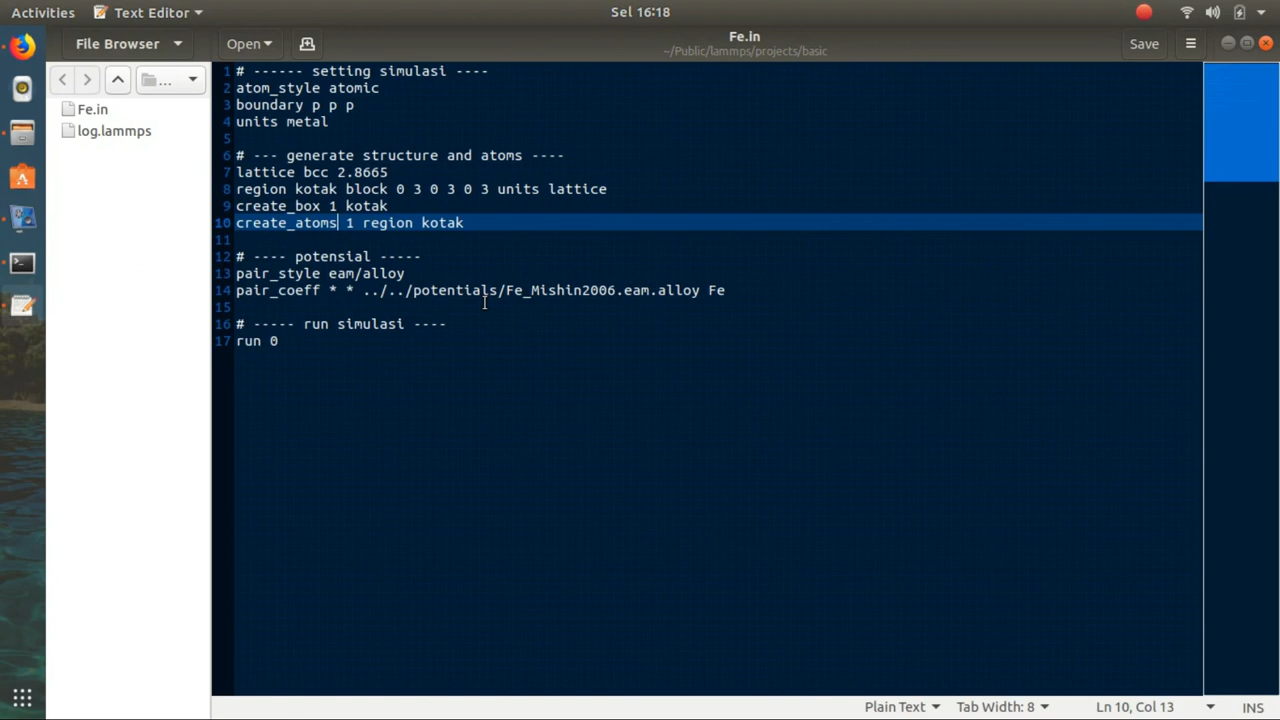 Activities
Text Editor
Sel 16:18
File Browser
Open
Fe.in
~/Public/lammps/projects/basic
Save
...
Fe.in
log.lammps
1 # ------ setting simulasi ----
2 atom_style atomic
3 boundary p p p
4 units metal
5
6 # --- generate structure and atoms ----
7 lattice bcc 2.8665
8 region kotak block 0 3 0 3 0 3 units lattice
9 create_box 1 kotak
10 create_atoms 1 region kotak
11
12 # ---- potensial -----
13 pair_style eam/alloy
14 pair_coeff * * ../../potentials/Fe_Mishin2006.eam.alloy Fe
15
16 # ----- run simulasi ----
17 run 0
Plain Text
Tab Width: 8
Ln 10, Col 13
INS